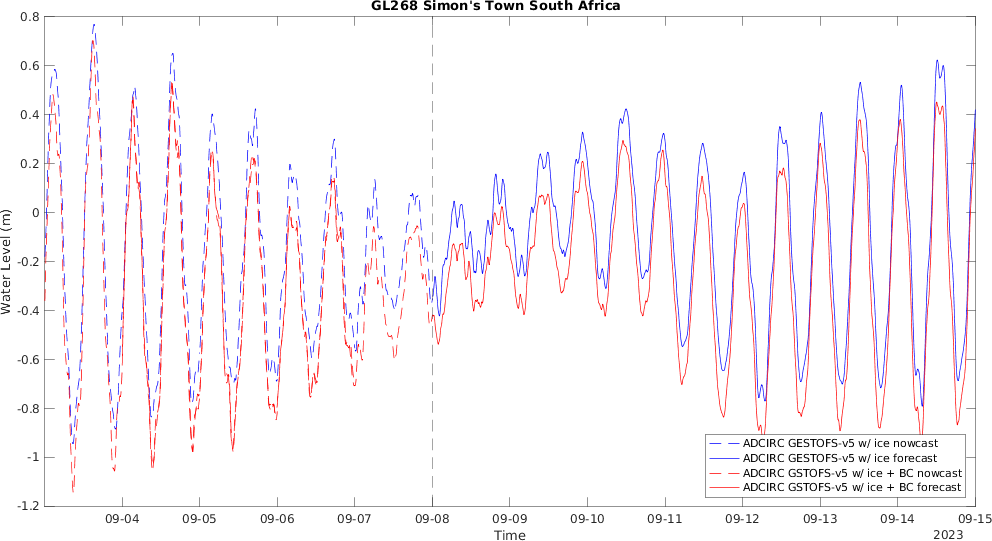 GL268 Simon's Town South Africa
0.8
0.6
0.4
0.2
0
-0.2
-0.4
-0.6
-0.8
-1
-1.2
Water Level (m)
ADCIRC GESTOFS-v5 w/ ice nowcast
ADCIRC GESTOFS-v5 w/ ice forecast
ADCIRC GSTOFS-v5 w/ ice + BC nowcast
ADCIRC GSTOFS-v5 w/ ice + BC forecast
09-04 09-05 09-06 09-07 09-08 09-09 09-10 09-11 09-12 09-13 09-14 09-15
Time
2023